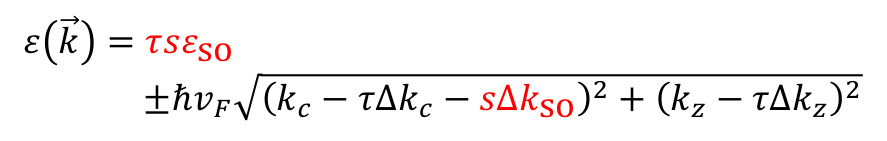 ε(k⃗) = τsε_SO
±ħv_F√((k_c − τΔk_c − sΔk_SO)² + (k_z − τΔk_z)²)